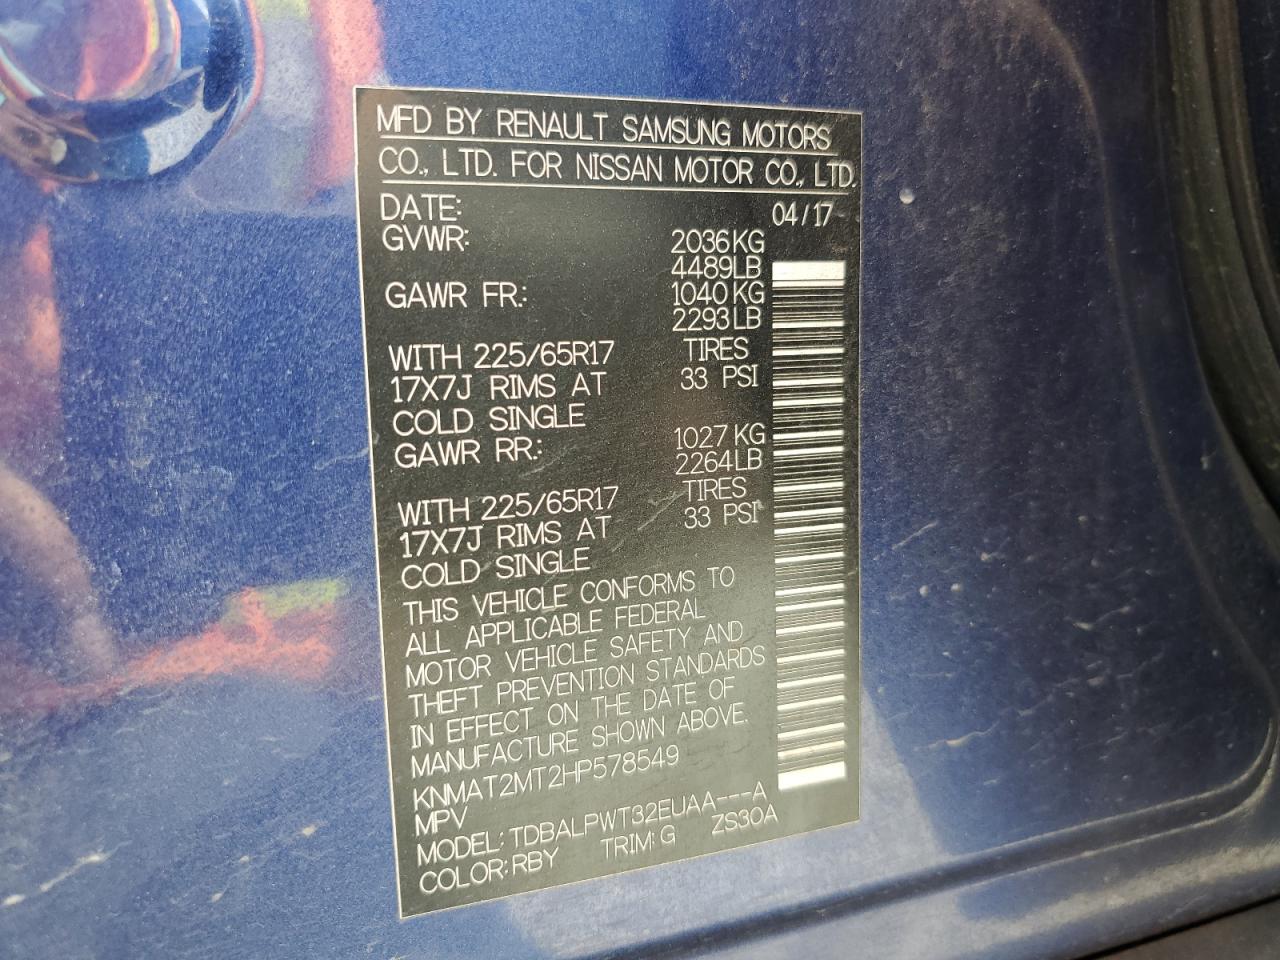 MFD BY RENAULT SAMSUNG MOTORS
CO., LTD. FOR NISSAN MOTOR CO., LTD.
DATE: 04/17
GVWR: 2036KG
4489LB
GAWR FR.: 1040KG
2293LB
WITH 225/65R17 TIRES
17X7J RIMS AT 33 PSI
COLD SINGLE
GAWR RR.: 1027KG
2264LB
WITH 225/65R17 TIRES
17X7J RIMS AT 33 PSI
COLD SINGLE
THIS VEHICLE CONFORMS TO
ALL APPLICABLE FEDERAL
MOTOR VEHICLE SAFETY AND
THEFT PREVENTION STANDARDS
IN EFFECT ON THE DATE OF
MANUFACTURE SHOWN ABOVE.
KNMAT2MT2HP578549
MPV
MODEL: TDBALPWT32EUAA---A
COLOR: RBY TRIM: G ZS30A